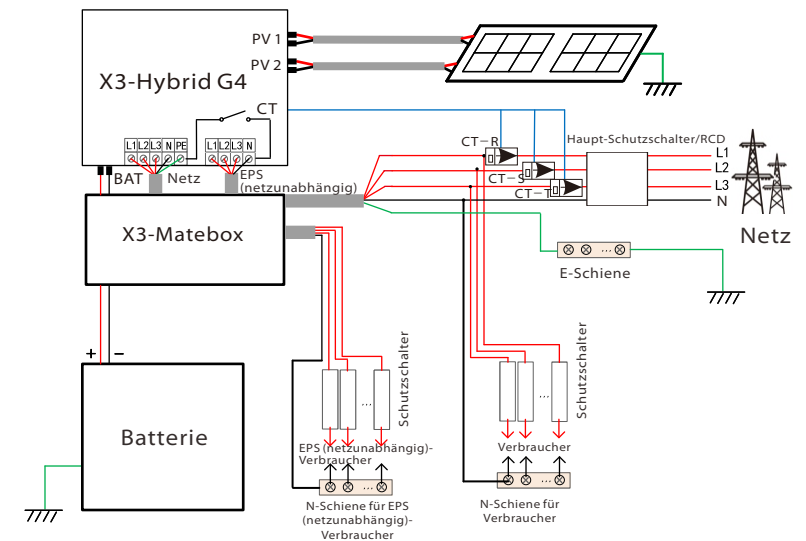 PV 1
PV 2
X3-Hybrid G4
CT
L1 L2 L3 N PE
L1 L2 L3 N
BAT
Netz
EPS
(netzunabhängig)
CT-R
CT-S
CT-T
Haupt-Schutzschalter/RCD
L1
L2
L3
N
Netz
X3-Matebox
E-Schiene
+
−
Batterie
Schutzschalter
...
EPS (netzunabhängig)-
Verbraucher
...
N-Schiene für EPS
(netzunabhängig)-
Verbraucher
Schutzschalter
...
Verbraucher
...
N-Schiene für
Verbraucher